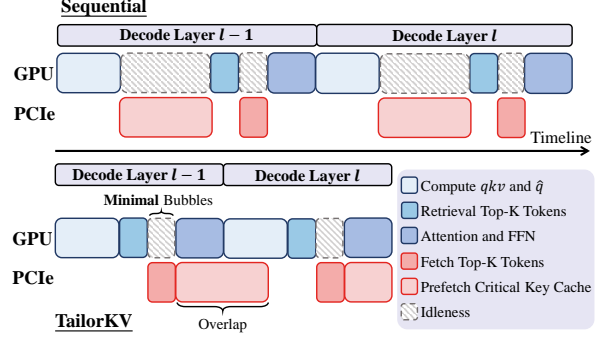 Sequential
Decode Layer l − 1
Decode Layer l
GPU
PCIe
Timeline
Decode Layer l − 1
Decode Layer l
Minimal Bubbles
GPU
PCIe
Overlap
TailorKV
Compute qkv and q̂
Retrieval Top-K Tokens
Attention and FFN
Fetch Top-K Tokens
Prefetch Critical Key Cache
Idleness